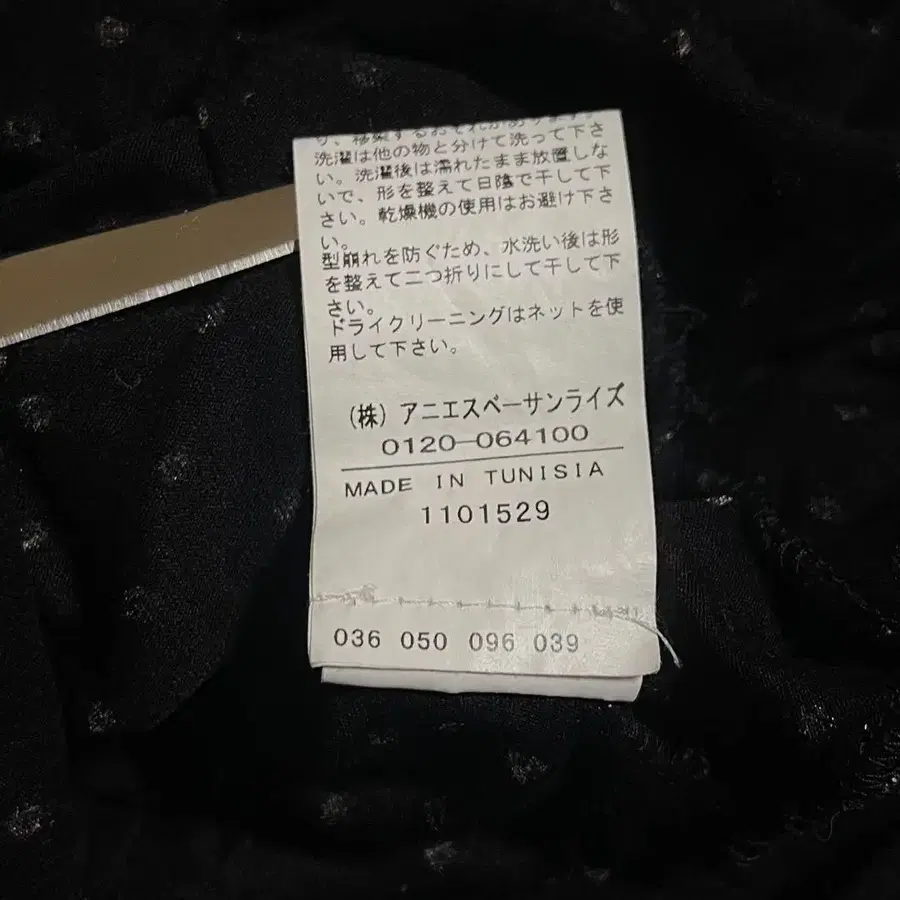 り、移染するおそれがあります。
洗濯は他の物と分けて洗って下さ
い。洗濯後は濡れたまま放置しな
いで、形を整えて日陰で干して下
さい。乾燥機の使用はお避け下さ
い。
型崩れを防ぐため、水洗い後は形
を整えて二つ折りにして干して下
さい。
ドライクリーニングはネットを使
用して下さい。
(株) アニエスベーサンライズ
0120-064100
MADE IN TUNISIA
1101529
036 050 096 039